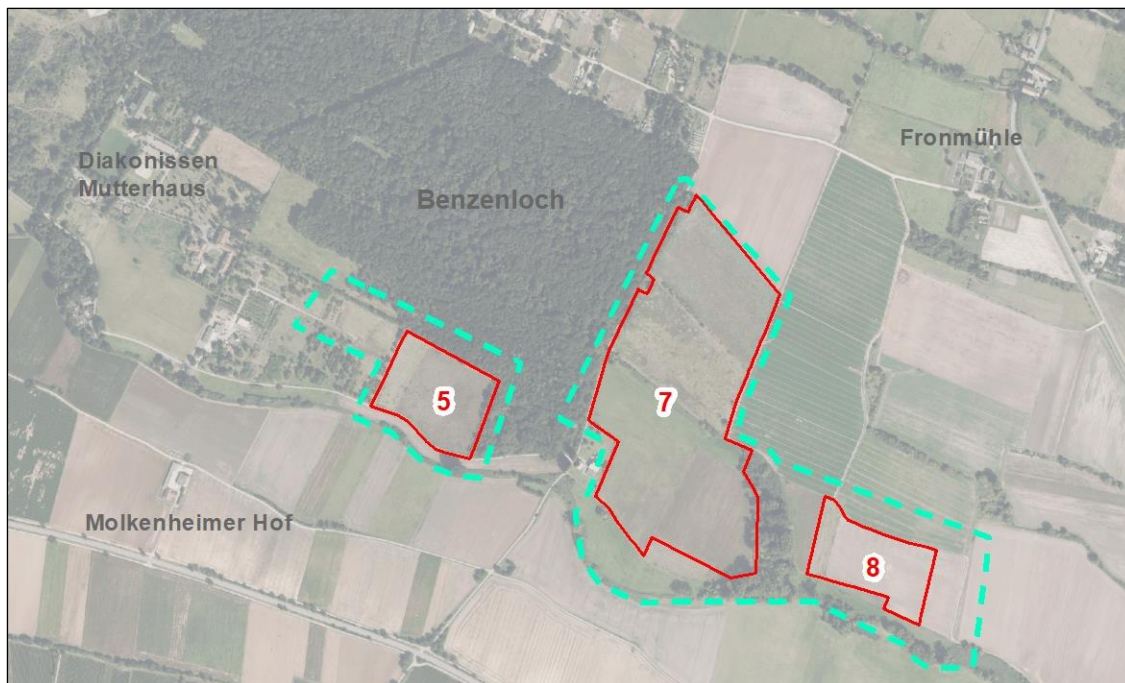 Fronmühle
Diakonissen
Mutterhaus
Benzenloch
5
7
Molkenheimer Hof
8